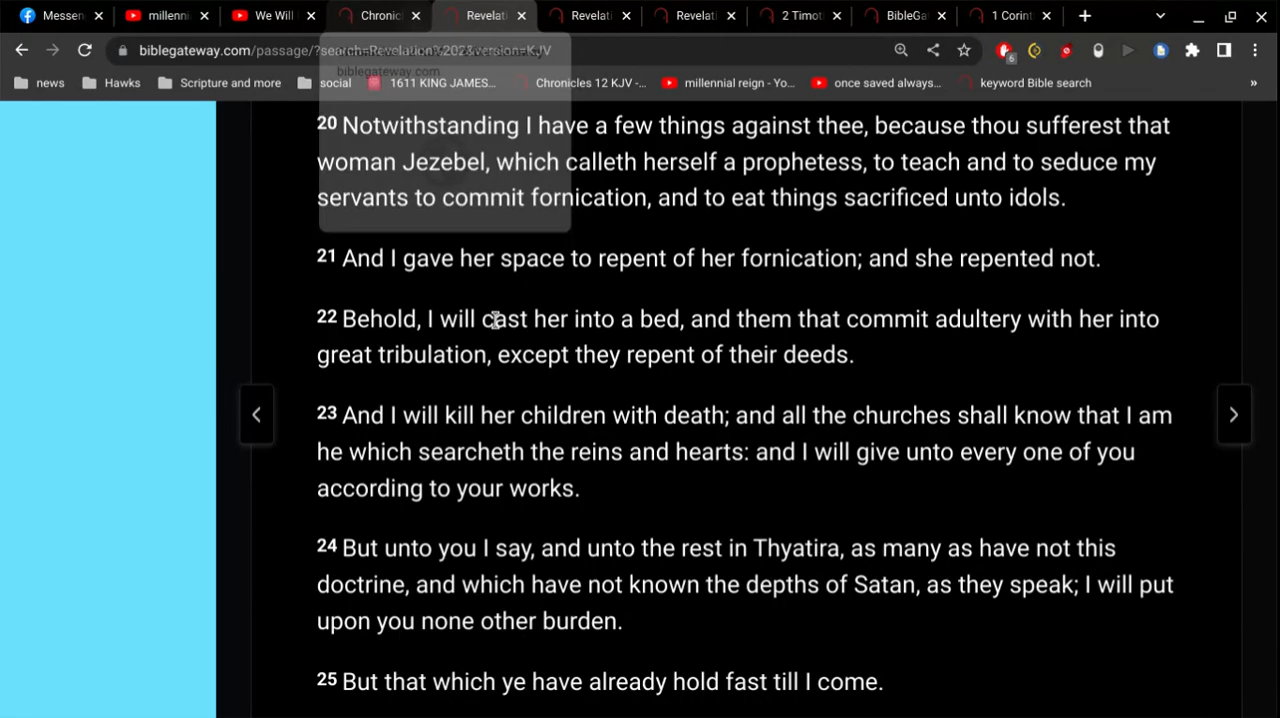 Messen
millenni
We Will
Chronic
Revelat
Revelati
Revelati
2 Timot
BibleGa
1 Corint
biblegateway.com/passage/?search=Revelation%202&version=KJV
biblegateway.com
6
news
Hawks
Scripture and more
social
1611 KING JAMES...
Chronicles 12 KJV -...
millennial reign - Yo...
once saved always...
keyword Bible search
»
20 Notwithstanding I have a few things against thee, because thou sufferest that
woman Jezebel, which calleth herself a prophetess, to teach and to seduce my
servants to commit fornication, and to eat things sacrificed unto idols.
21 And I gave her space to repent of her fornication; and she repented not.
22 Behold, I will cast her into a bed, and them that commit adultery with her into
great tribulation, except they repent of their deeds.
23 And I will kill her children with death; and all the churches shall know that I am
he which searcheth the reins and hearts: and I will give unto every one of you
according to your works.
24 But unto you I say, and unto the rest in Thyatira, as many as have not this
doctrine, and which have not known the depths of Satan, as they speak; I will put
upon you none other burden.
25 But that which ye have already hold fast till I come.